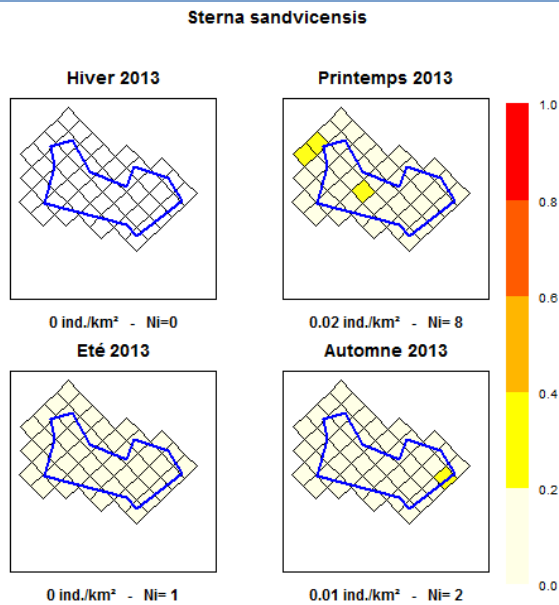 Sterna sandvicensis
Hiver 2013
Printemps 2013
0 ind./km² - Ni=0
0.02 ind./km² - Ni= 8
Eté 2013
Automne 2013
0 ind./km² - Ni= 1
0.01 ind./km² - Ni= 2
1.0
0.8
0.6
0.4
0.2
0.0